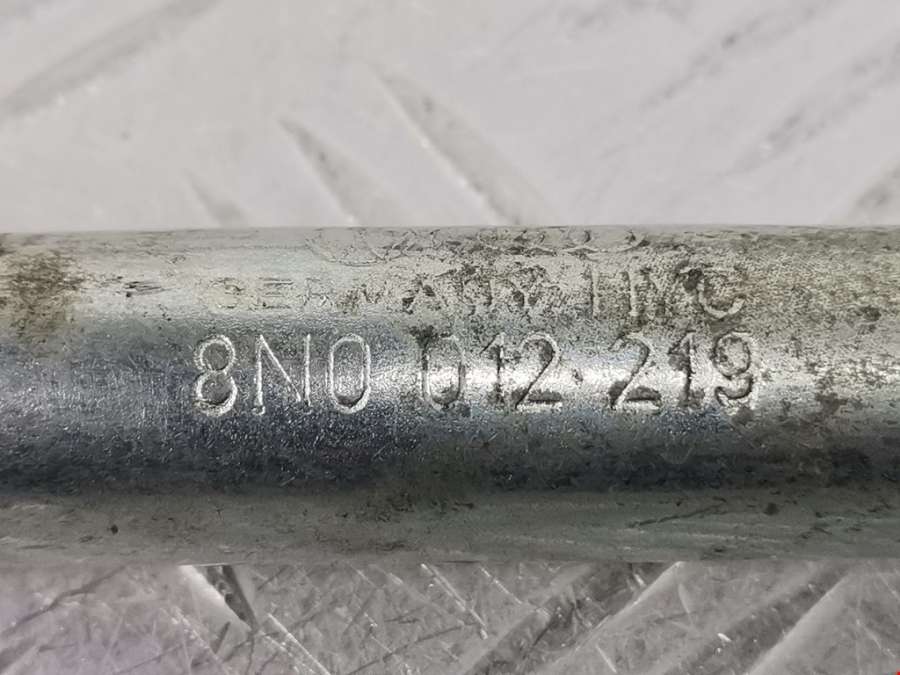 GERMANY HMC
8N0 012 219